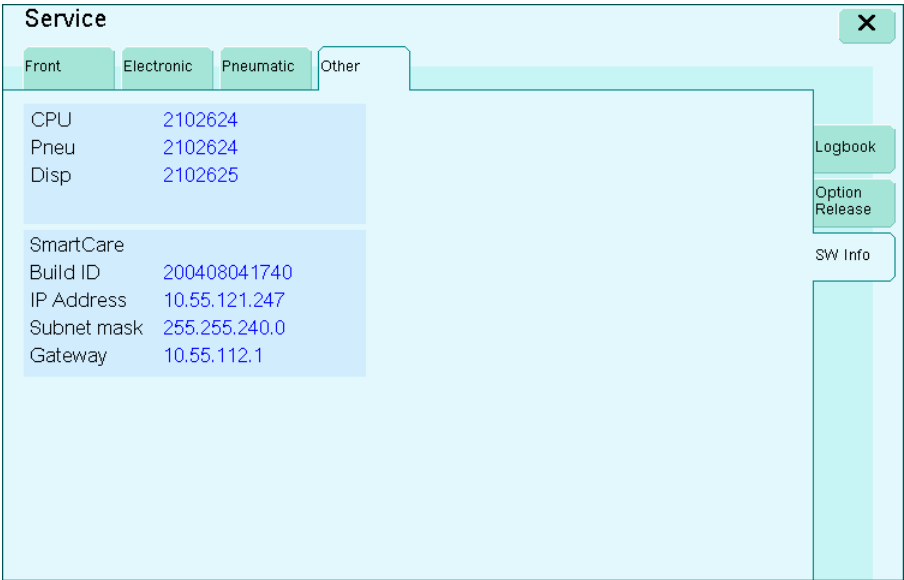 Service
Front
Electronic
Pneumatic
Other
CPU 2102624
Pneu 2102624
Disp 2102625
SmartCare
Build ID 200408041740
IP Address 10.55.121.247
Subnet mask 255.255.240.0
Gateway 10.55.112.1
Logbook
Option
Release
SW Info